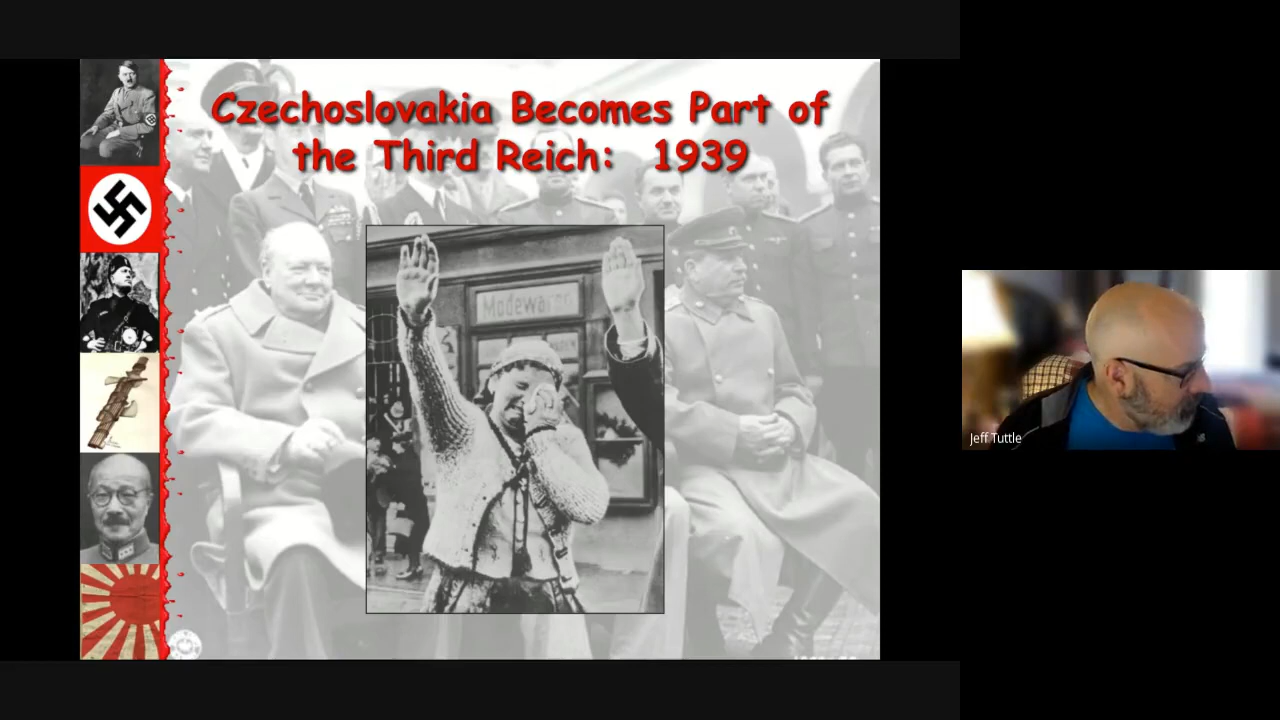 Czechoslovakia Becomes Part of
the Third Reich: 1939
Modewaren
Jeff Tuttle